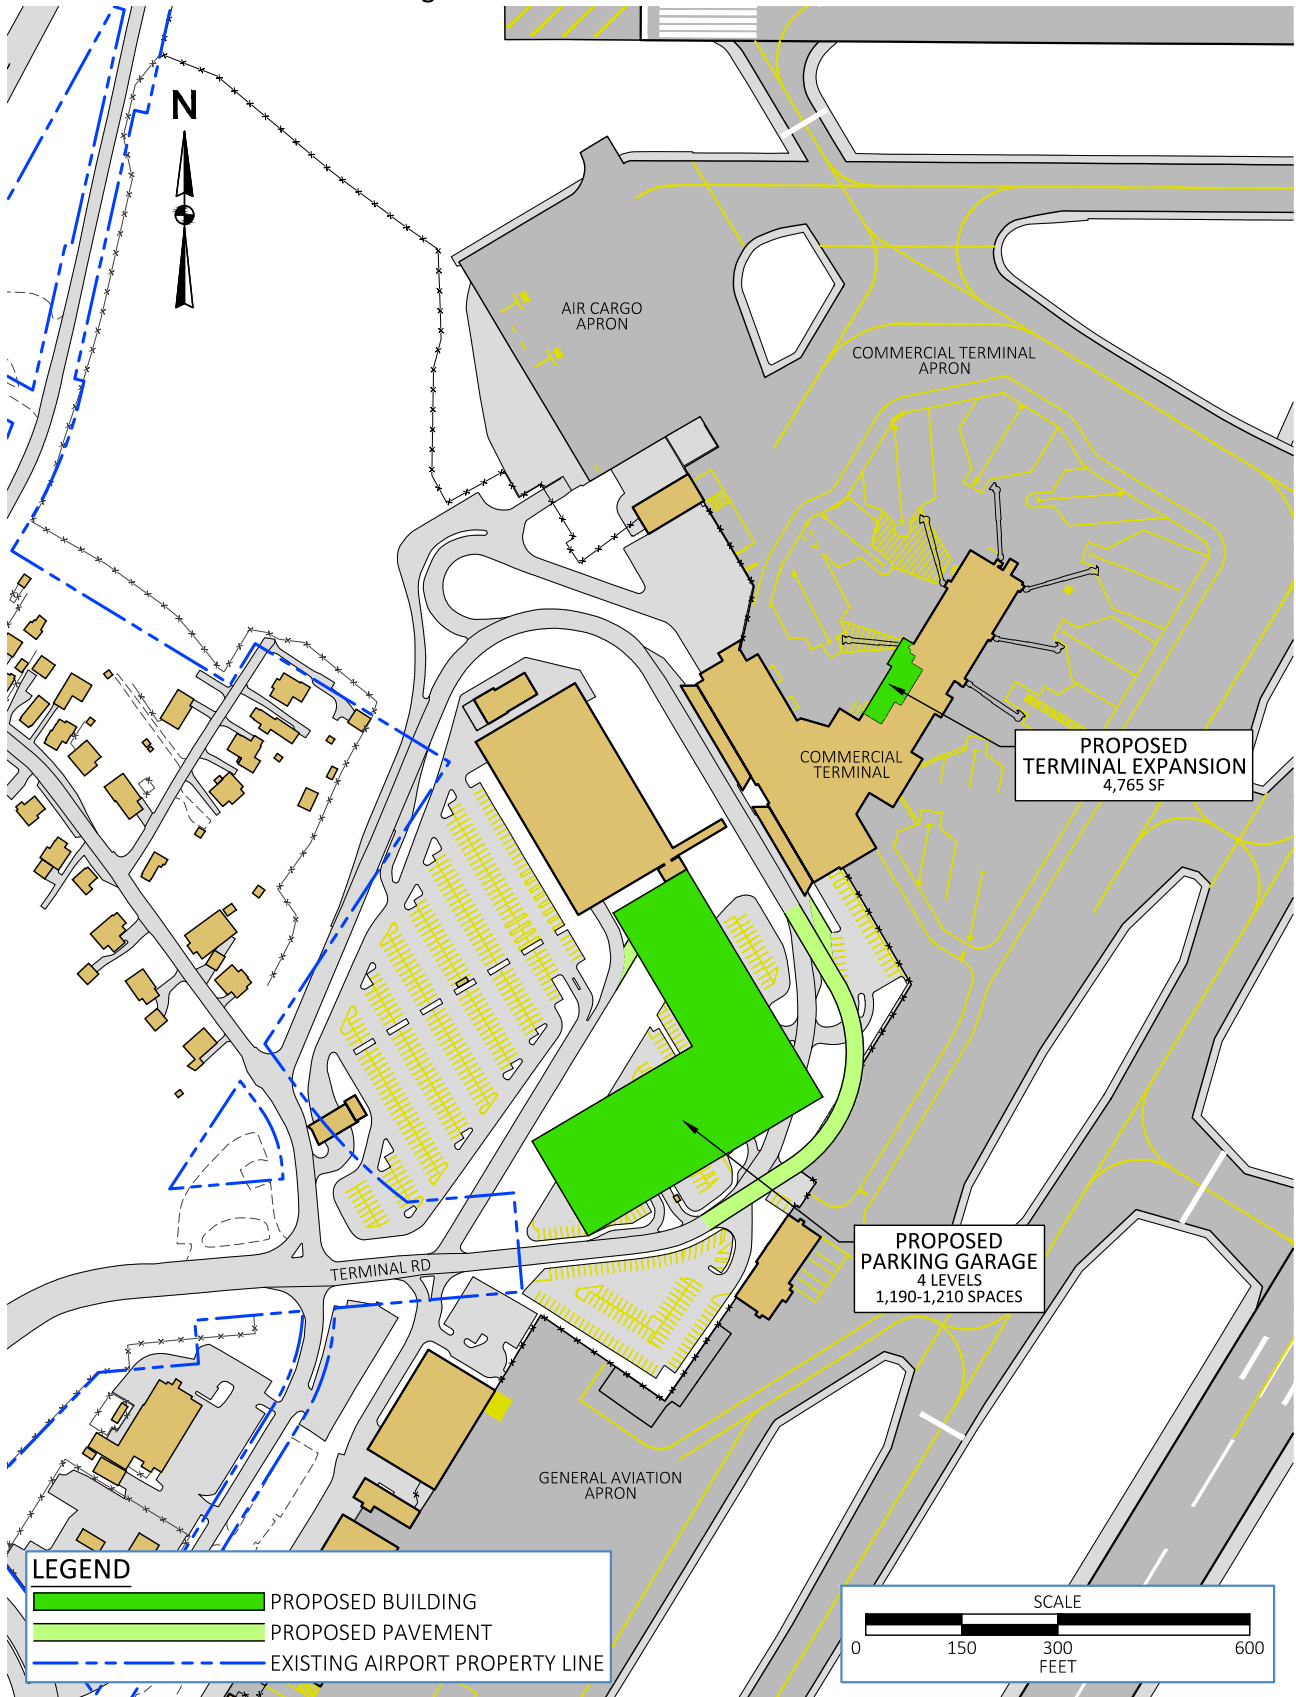 N
AIR CARGO
APRON
COMMERCIAL TERMINAL
APRON
COMMERCIAL
TERMINAL
PROPOSED
TERMINAL EXPANSION
4,765 SF
PROPOSED
PARKING GARAGE
4 LEVELS
1,190-1,210 SPACES
TERMINAL RD
GENERAL AVIATION
APRON
LEGEND
PROPOSED BUILDING
PROPOSED PAVEMENT
EXISTING AIRPORT PROPERTY LINE
SCALE
0 150 300 600
FEET